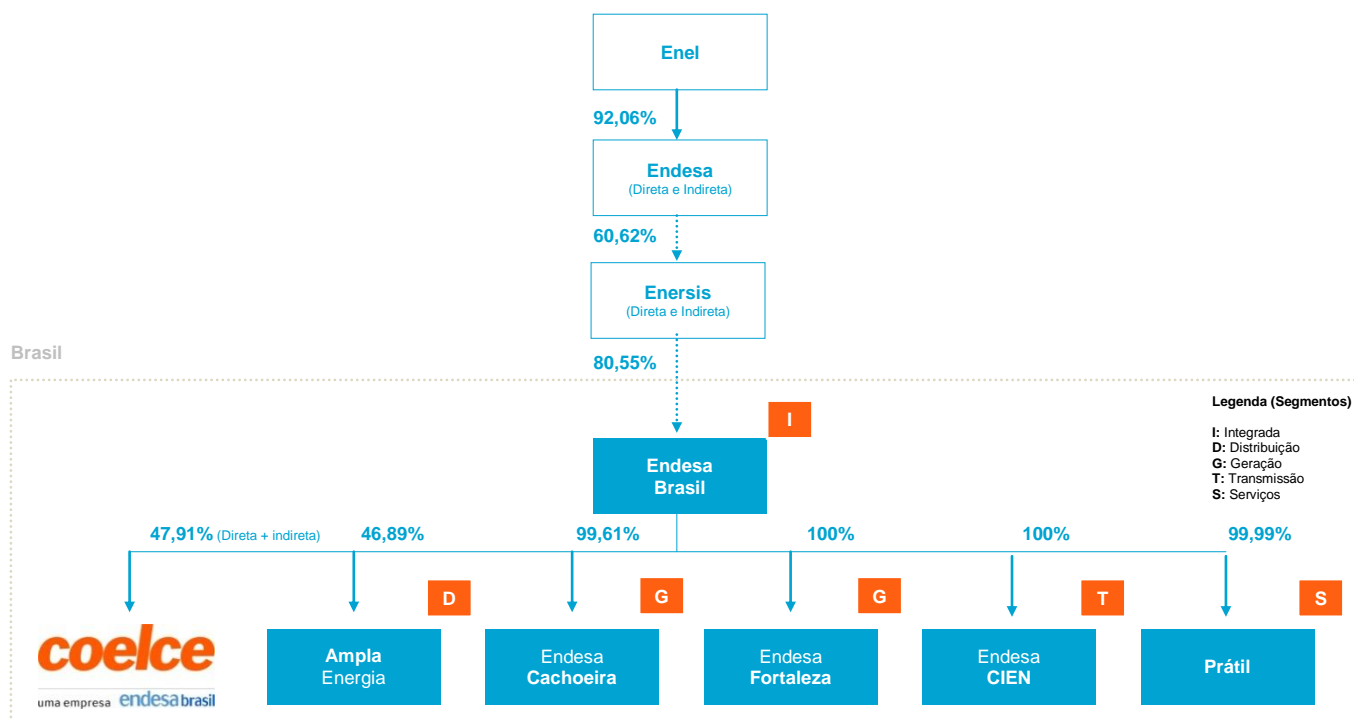 Enel
92,06%
Endesa
(Direta e Indireta)
60,62%
Enersis
(Direta e Indireta)
Brasil
80,55%
Legenda (Segmentos)
I: Integrada
D: Distribuição
G: Geração
T: Transmissão
S: Serviços
I
Endesa
Brasil
47,91% (Direta + indireta)
46,89%
99,61%
100%
100%
99,99%
D
G
G
T
S
coelce
uma empresa endesabrasil
Ampla
Energia
Endesa
Cachoeira
Endesa
Fortaleza
Endesa
CIEN
Prátil